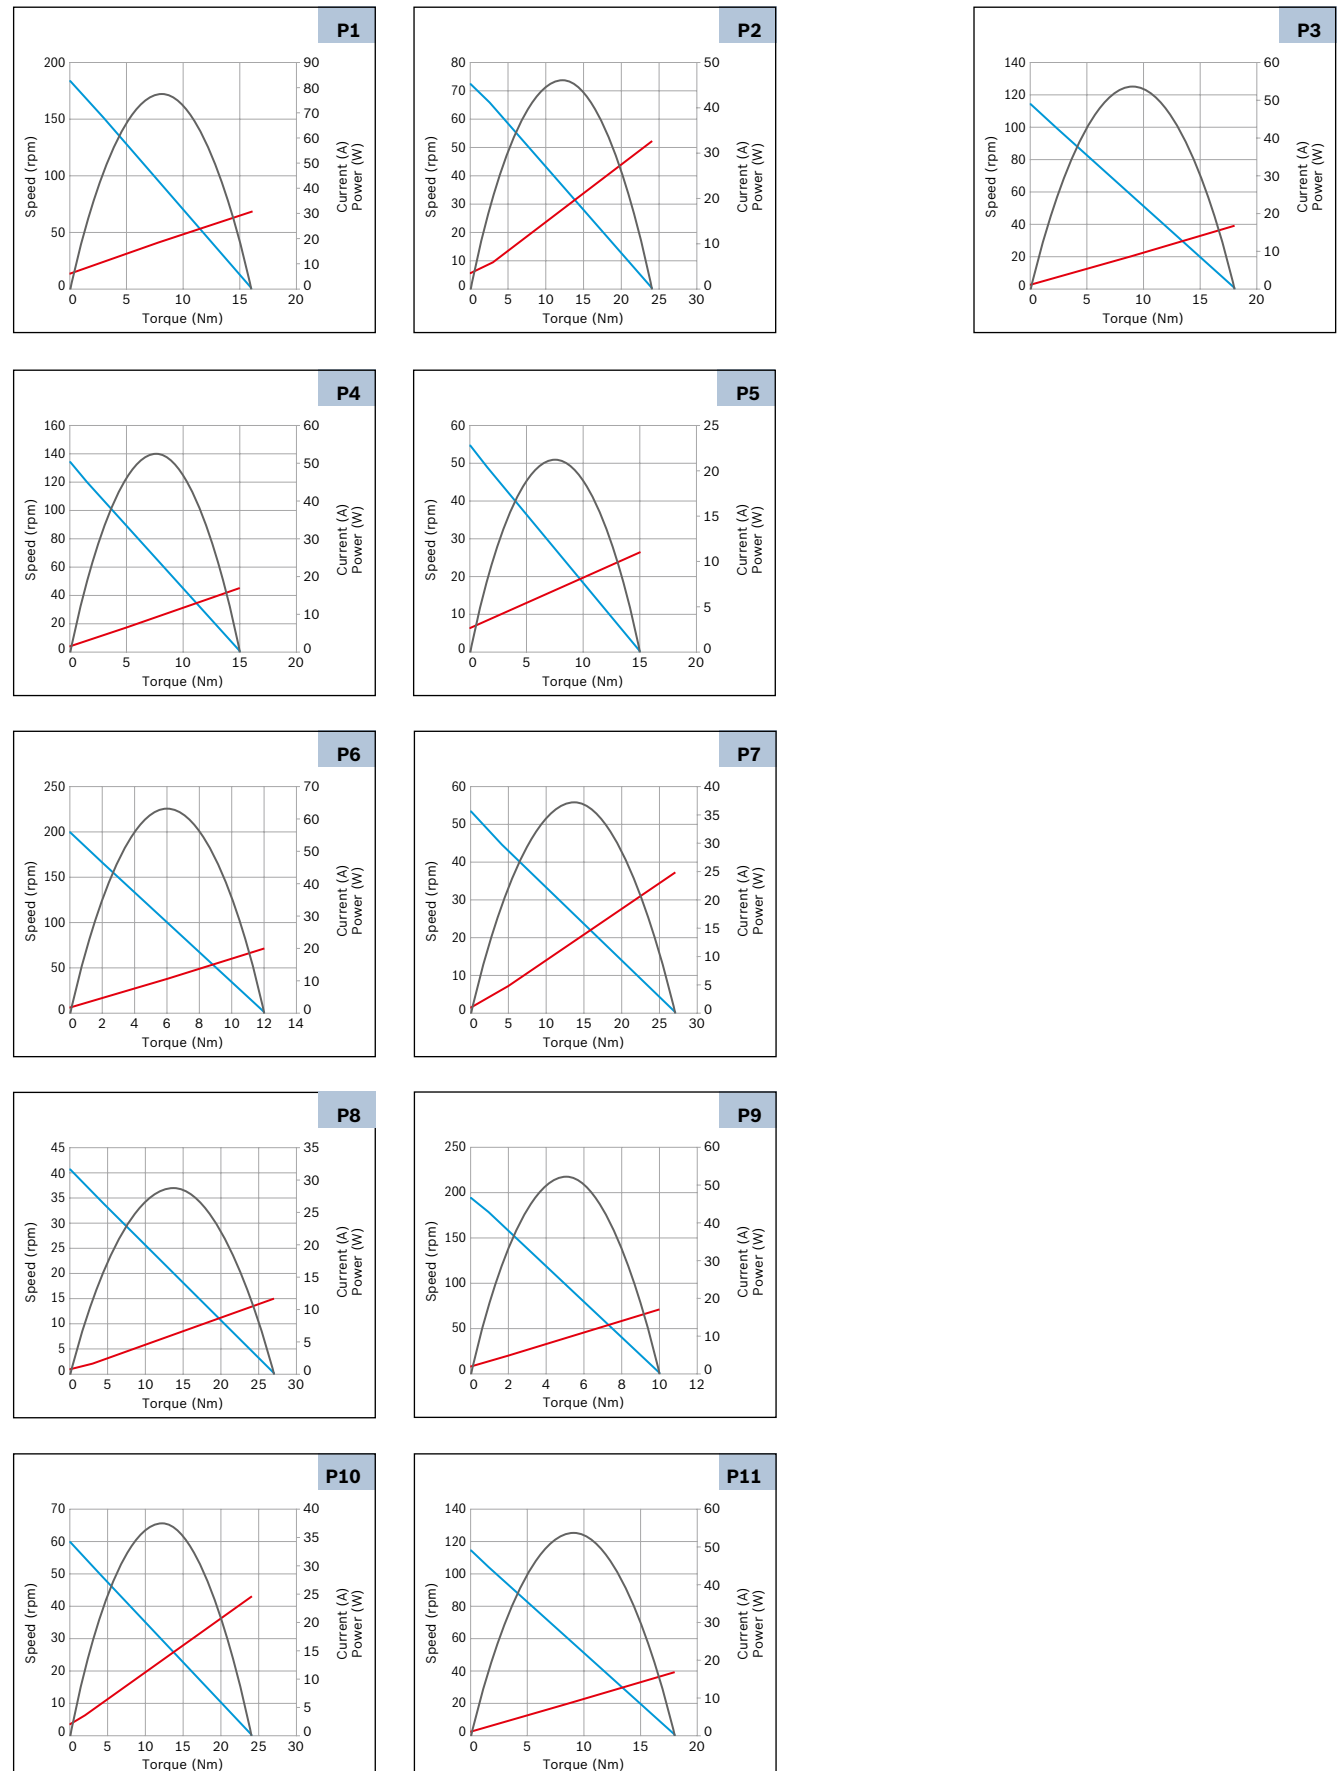 P1
200
150
100
50
0
90
80
70
60
50
40
30
20
10
0
0 5 10 15 20
Speed (rpm)
Current (A)
Power (W)
Torque (Nm)
P2
80
70
60
50
40
30
20
10
0
50
40
30
20
10
0
0 5 10 15 20 25 30
Speed (rpm)
Current (A)
Power (W)
Torque (Nm)
P3
140
120
100
80
60
40
20
0
60
50
40
30
20
10
0
0 5 10 15 20
Speed (rpm)
Current (A)
Power (W)
Torque (Nm)
P4
160
140
120
100
80
60
40
20
0
60
50
40
30
20
10
0
0 5 10 15 20
Speed (rpm)
Current (A)
Power (W)
Torque (Nm)
P5
60
50
40
30
20
10
0
25
20
15
10
5
0
0 5 10 15 20
Speed (rpm)
Current (A)
Power (W)
Torque (Nm)
P6
250
200
150
100
50
0
70
60
50
40
30
20
10
0
0 2 4 6 8 10 12 14
Speed (rpm)
Current (A)
Power (W)
Torque (Nm)
P7
60
50
40
30
20
10
0
40
35
30
25
20
15
10
5
0
0 5 10 15 20 25 30
Speed (rpm)
Current (A)
Power (W)
Torque (Nm)
P8
45
40
35
30
25
20
15
10
5
0
35
30
25
20
15
10
5
0
0 5 10 15 20 25 30
Speed (rpm)
Current (A)
Power (W)
Torque (Nm)
P9
250
200
150
100
50
0
60
50
40
30
20
10
0
0 2 4 6 8 10 12
Speed (rpm)
Current (A)
Power (W)
Torque (Nm)
P10
70
60
50
40
30
20
10
0
40
35
30
25
20
15
10
5
0
0 5 10 15 20 25 30
Speed (rpm)
Current (A)
Power (W)
Torque (Nm)
P11
140
120
100
80
60
40
20
0
60
50
40
30
20
10
0
0 5 10 15 20
Speed (rpm)
Current (A)
Power (W)
Torque (Nm)